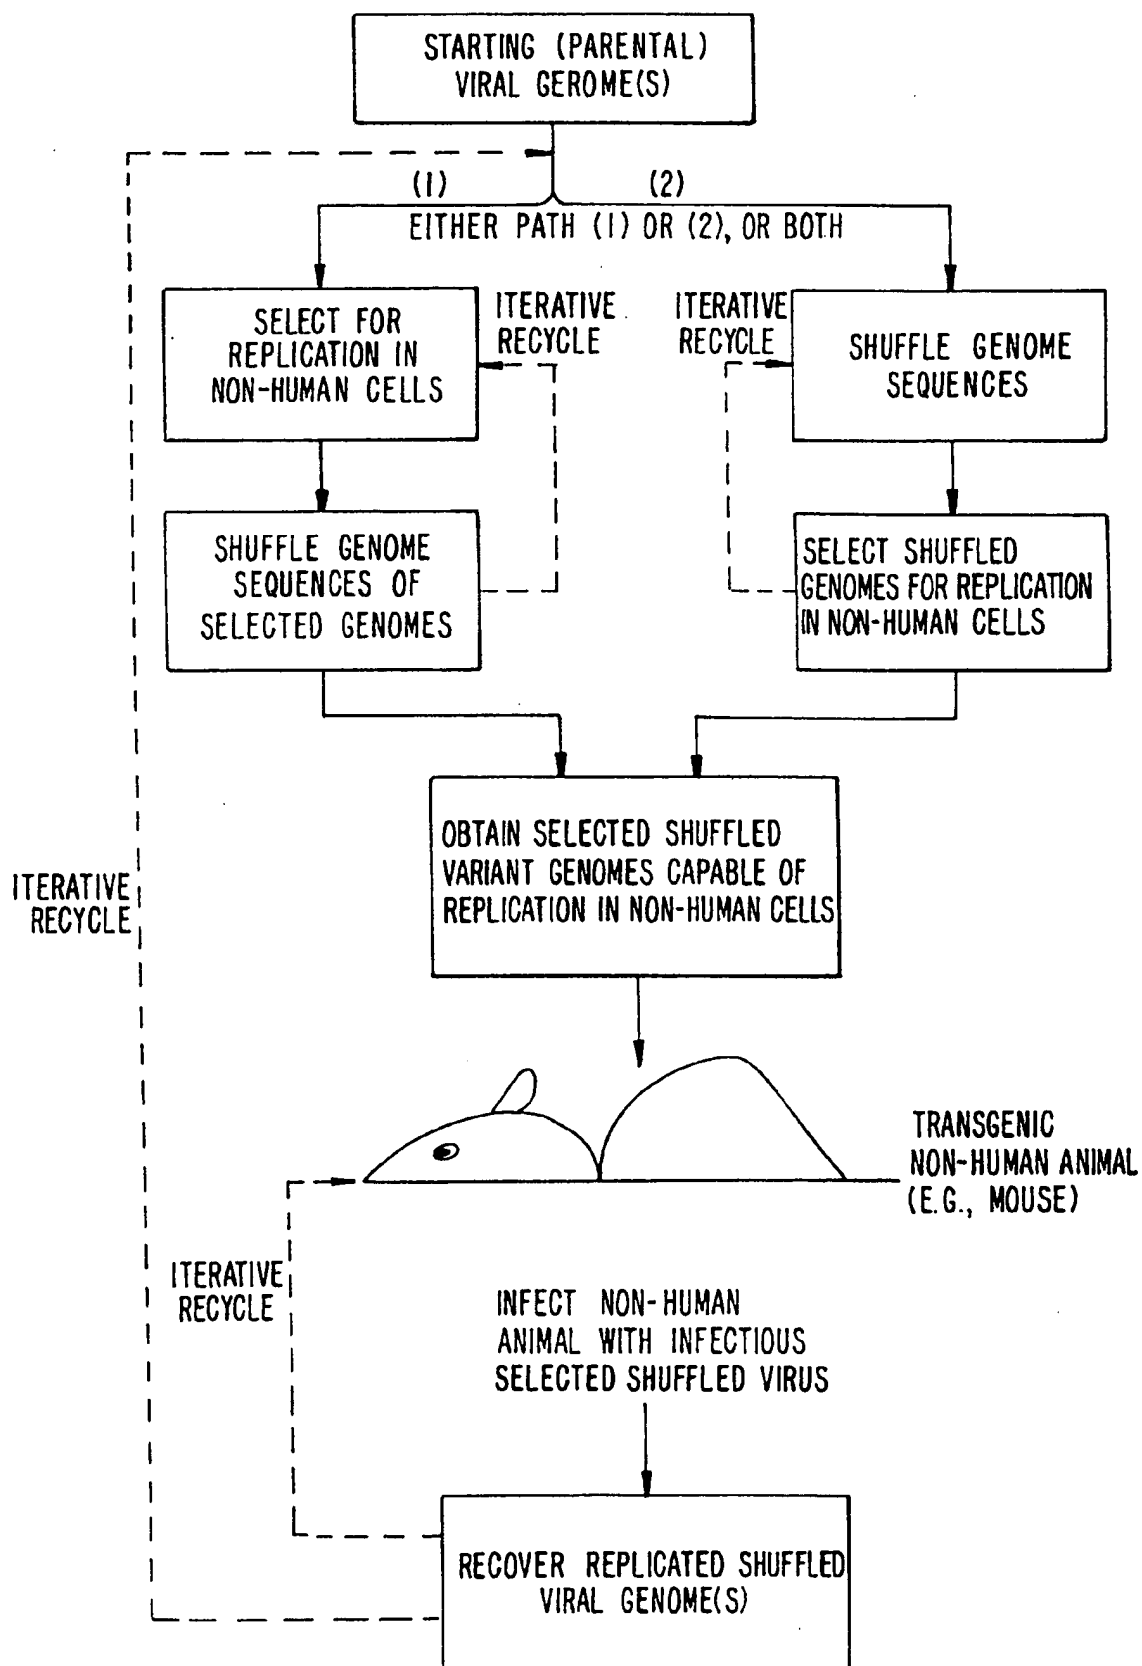 STARTING (PARENTAL)
VIRAL GEROME(S)
(1)
(2)
EITHER PATH (1) OR (2), OR BOTH
SELECT FOR
REPLICATION IN
NON-HUMAN CELLS
ITERATIVE
RECYCLE
ITERATIVE
RECYCLE
SHUFFLE GENOME
SEQUENCES
SHUFFLE GENOME
SEQUENCES OF
SELECTED GENOMES
SELECT SHUFFLED
GENOMES FOR REPLICATION
IN NON-HUMAN CELLS
OBTAIN SELECTED SHUFFLED
VARIANT GENOMES CAPABLE OF
REPLICATION IN NON-HUMAN CELLS
ITERATIVE
RECYCLE
TRANSGENIC
NON-HUMAN ANIMAL
(E.G., MOUSE)
ITERATIVE
RECYCLE
INFECT NON-HUMAN
ANIMAL WITH INFECTIOUS
SELECTED SHUFFLED VIRUS
RECOVER REPLICATED SHUFFLED
VIRAL GENOME(S)